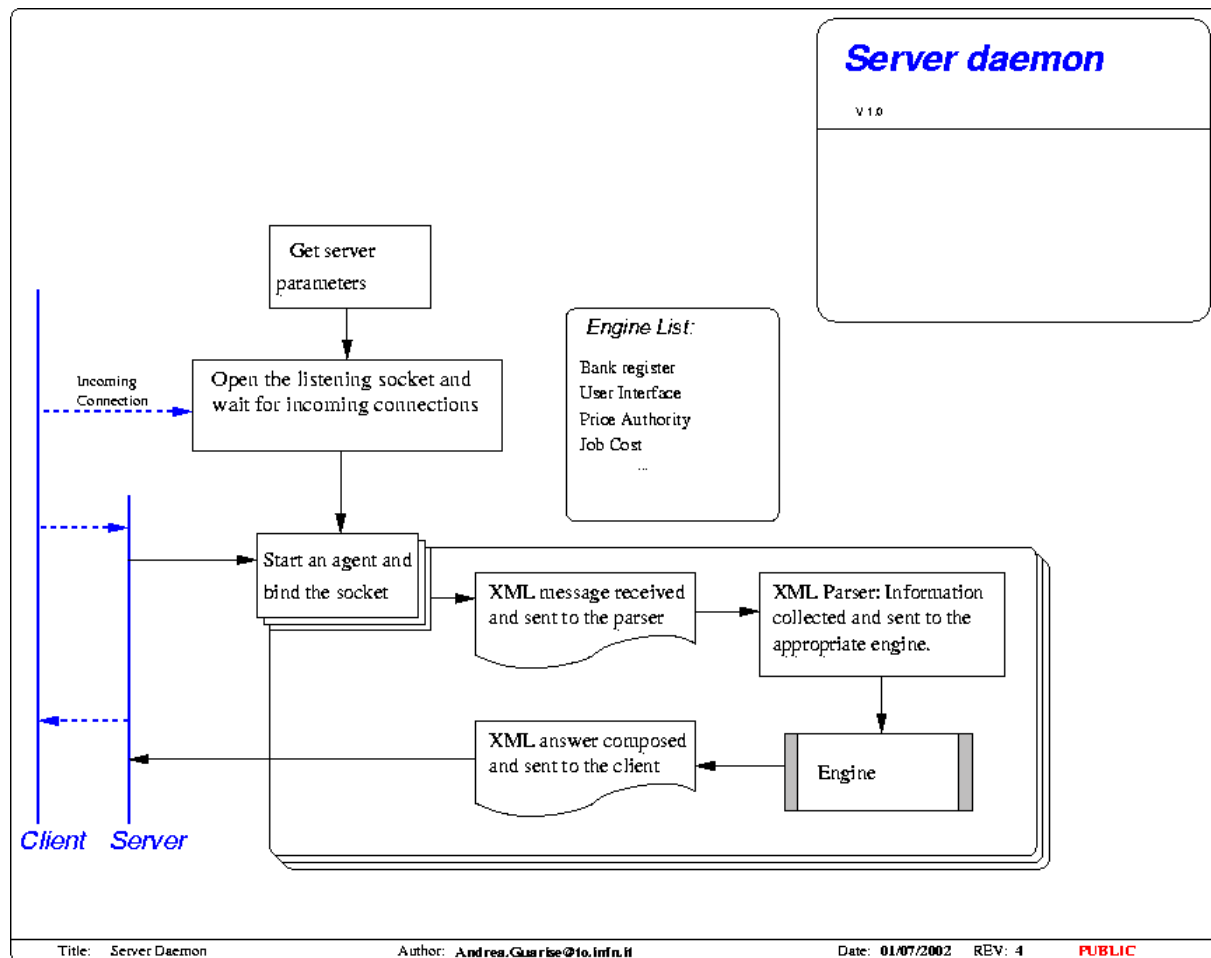 Server daemon
V 1.0
Get server
parameters
Engine List:
Bank register
User Interface
Price Authority
Job Cost
...
Incoming
Connection
Open the listening socket and
wait for incoming connections
Start an agent and
bind the socket
XML message received
and sent to the parser
XML Parser: Information
collected and sent to the
appropriate engine.
XML answer composed
and sent to the client
Engine
Client
Server
Title: Server Daemon
Author: Andrea.Guarise@to.infn.it
Date: 01/07/2002 REV: 4 PUBLIC